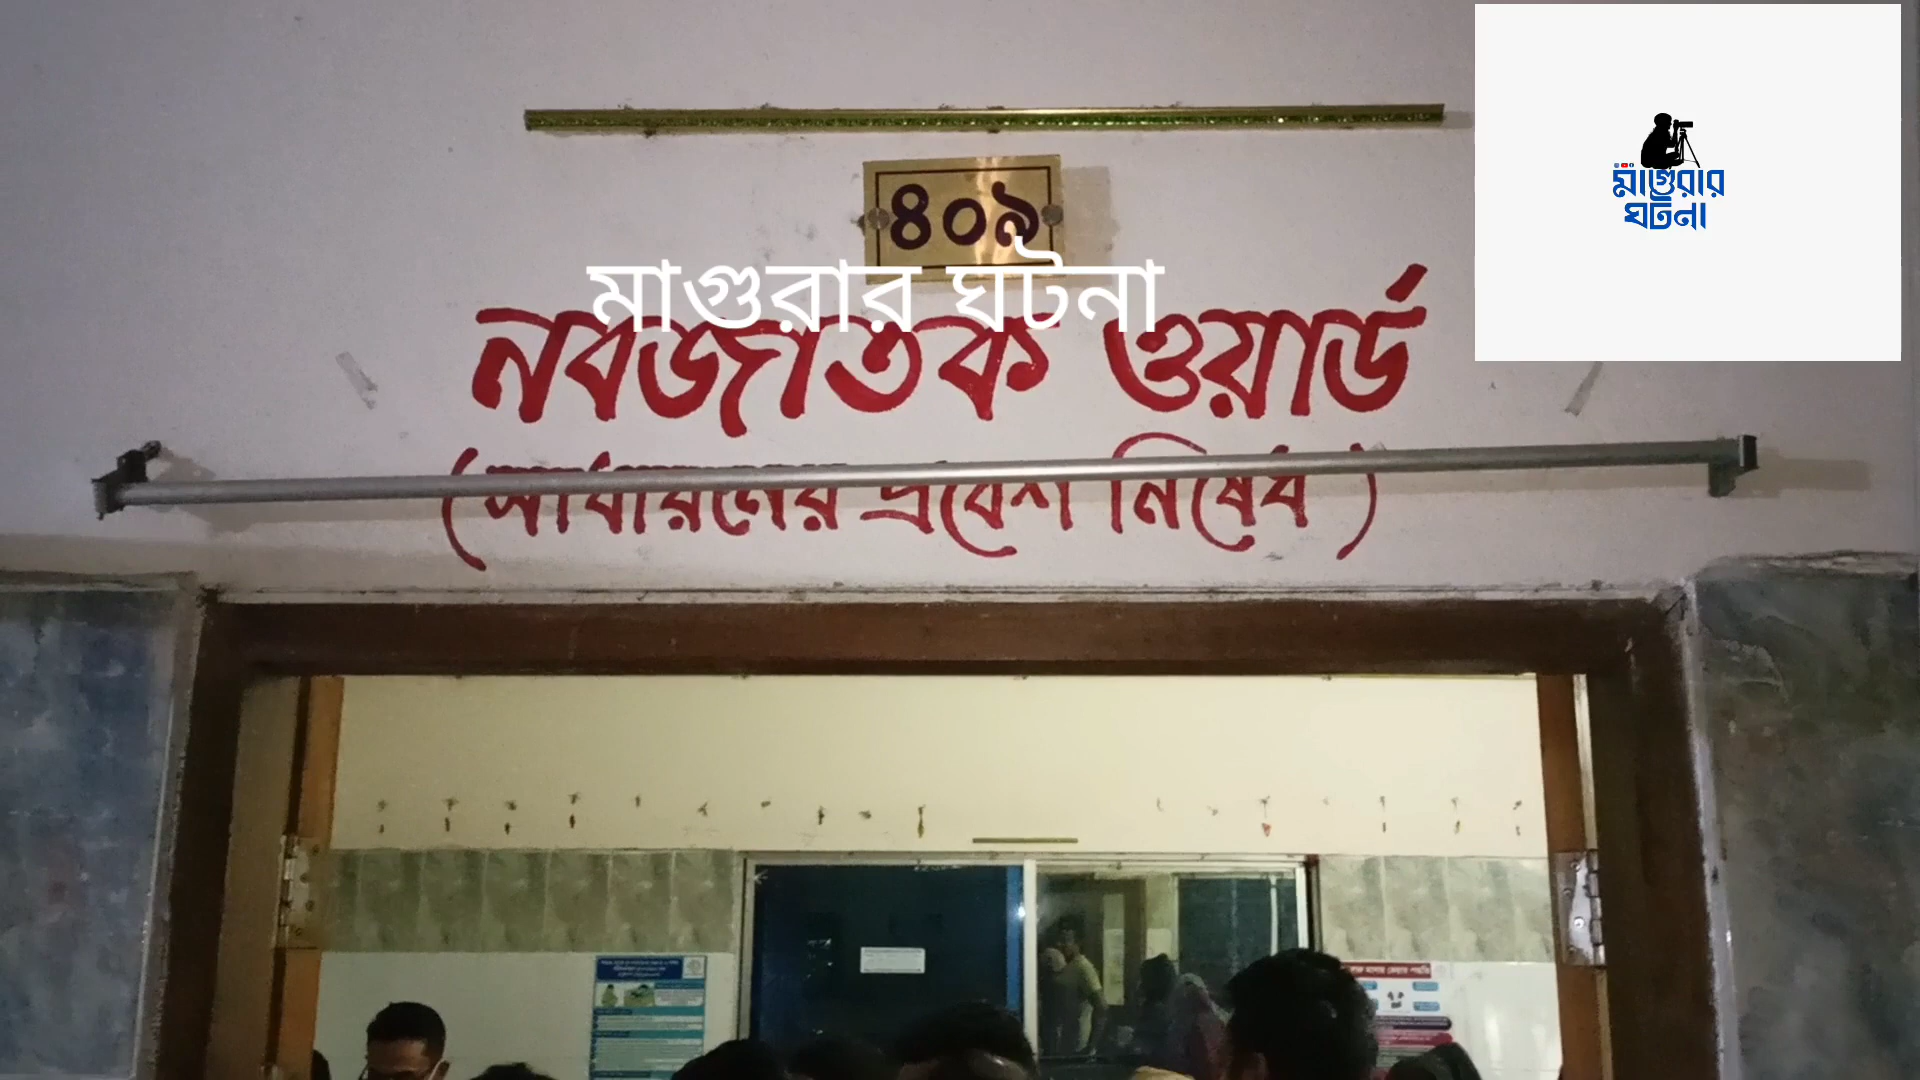 ৪০৯
মাগুরার ঘটনা
নবজাতক ওয়ার্ড
(সাধারণের প্রবেশ নিষেধ)
মাগুরার
ঘটনা